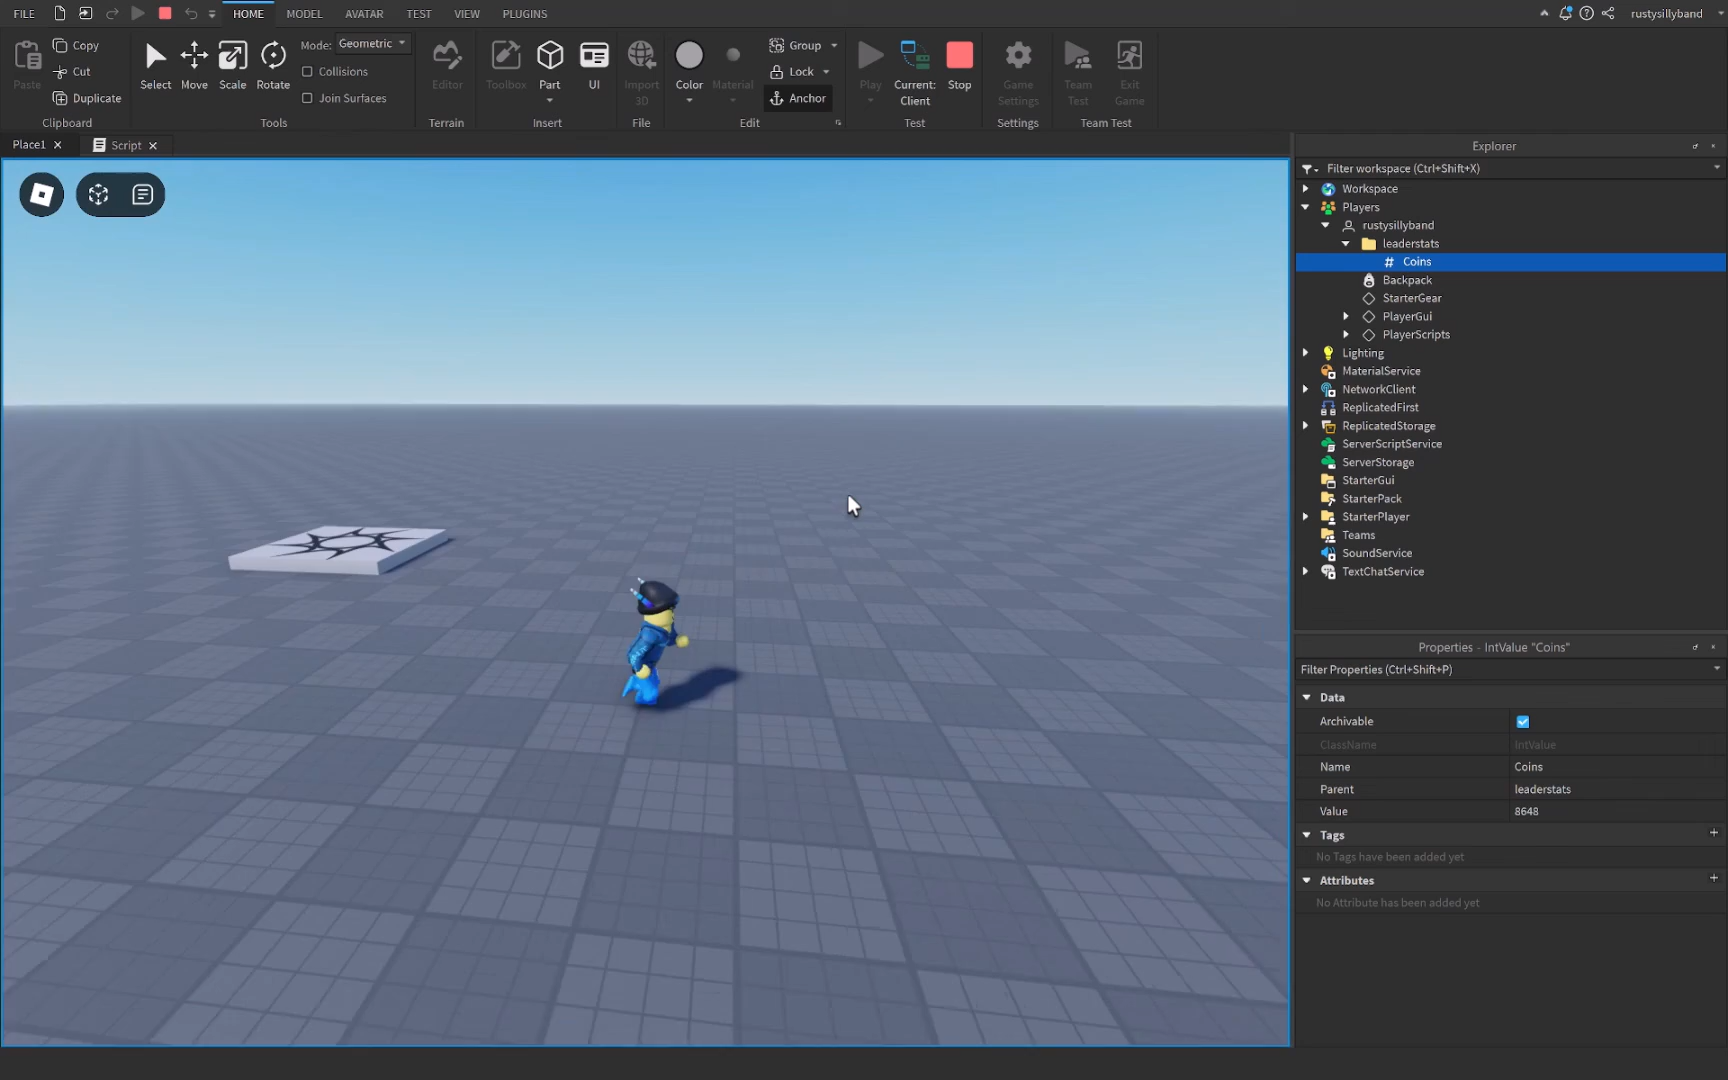 FILE HOME MODEL AVATAR TEST VIEW PLUGINS rustysillyband
Paste Copy Cut Duplicate Clipboard
Select Move Scale Rotate Mode: Geometric Collisions Join Surfaces Tools
Editor Terrain
Toolbox Part UI Insert
Import 3D File
Color Material Group Lock Anchor Edit
Play Current: Client Stop Test
Game Settings Settings
Team Test Exit Game Team Test
Place1 Script
Explorer
Filter workspace (Ctrl+Shift+X)
Workspace
Players
rustysillyband
leaderstats
# Coins
Backpack
StarterGear
PlayerGui
PlayerScripts
Lighting
MaterialService
NetworkClient
ReplicatedFirst
ReplicatedStorage
ServerScriptService
ServerStorage
StarterGui
StarterPack
StarterPlayer
Teams
SoundService
TextChatService
Properties - IntValue "Coins"
Filter Properties (Ctrl+Shift+P)
Data
Archivable
ClassName IntValue
Name Coins
Parent leaderstats
Value 8648
Tags
No Tags have been added yet
Attributes
No Attribute has been added yet